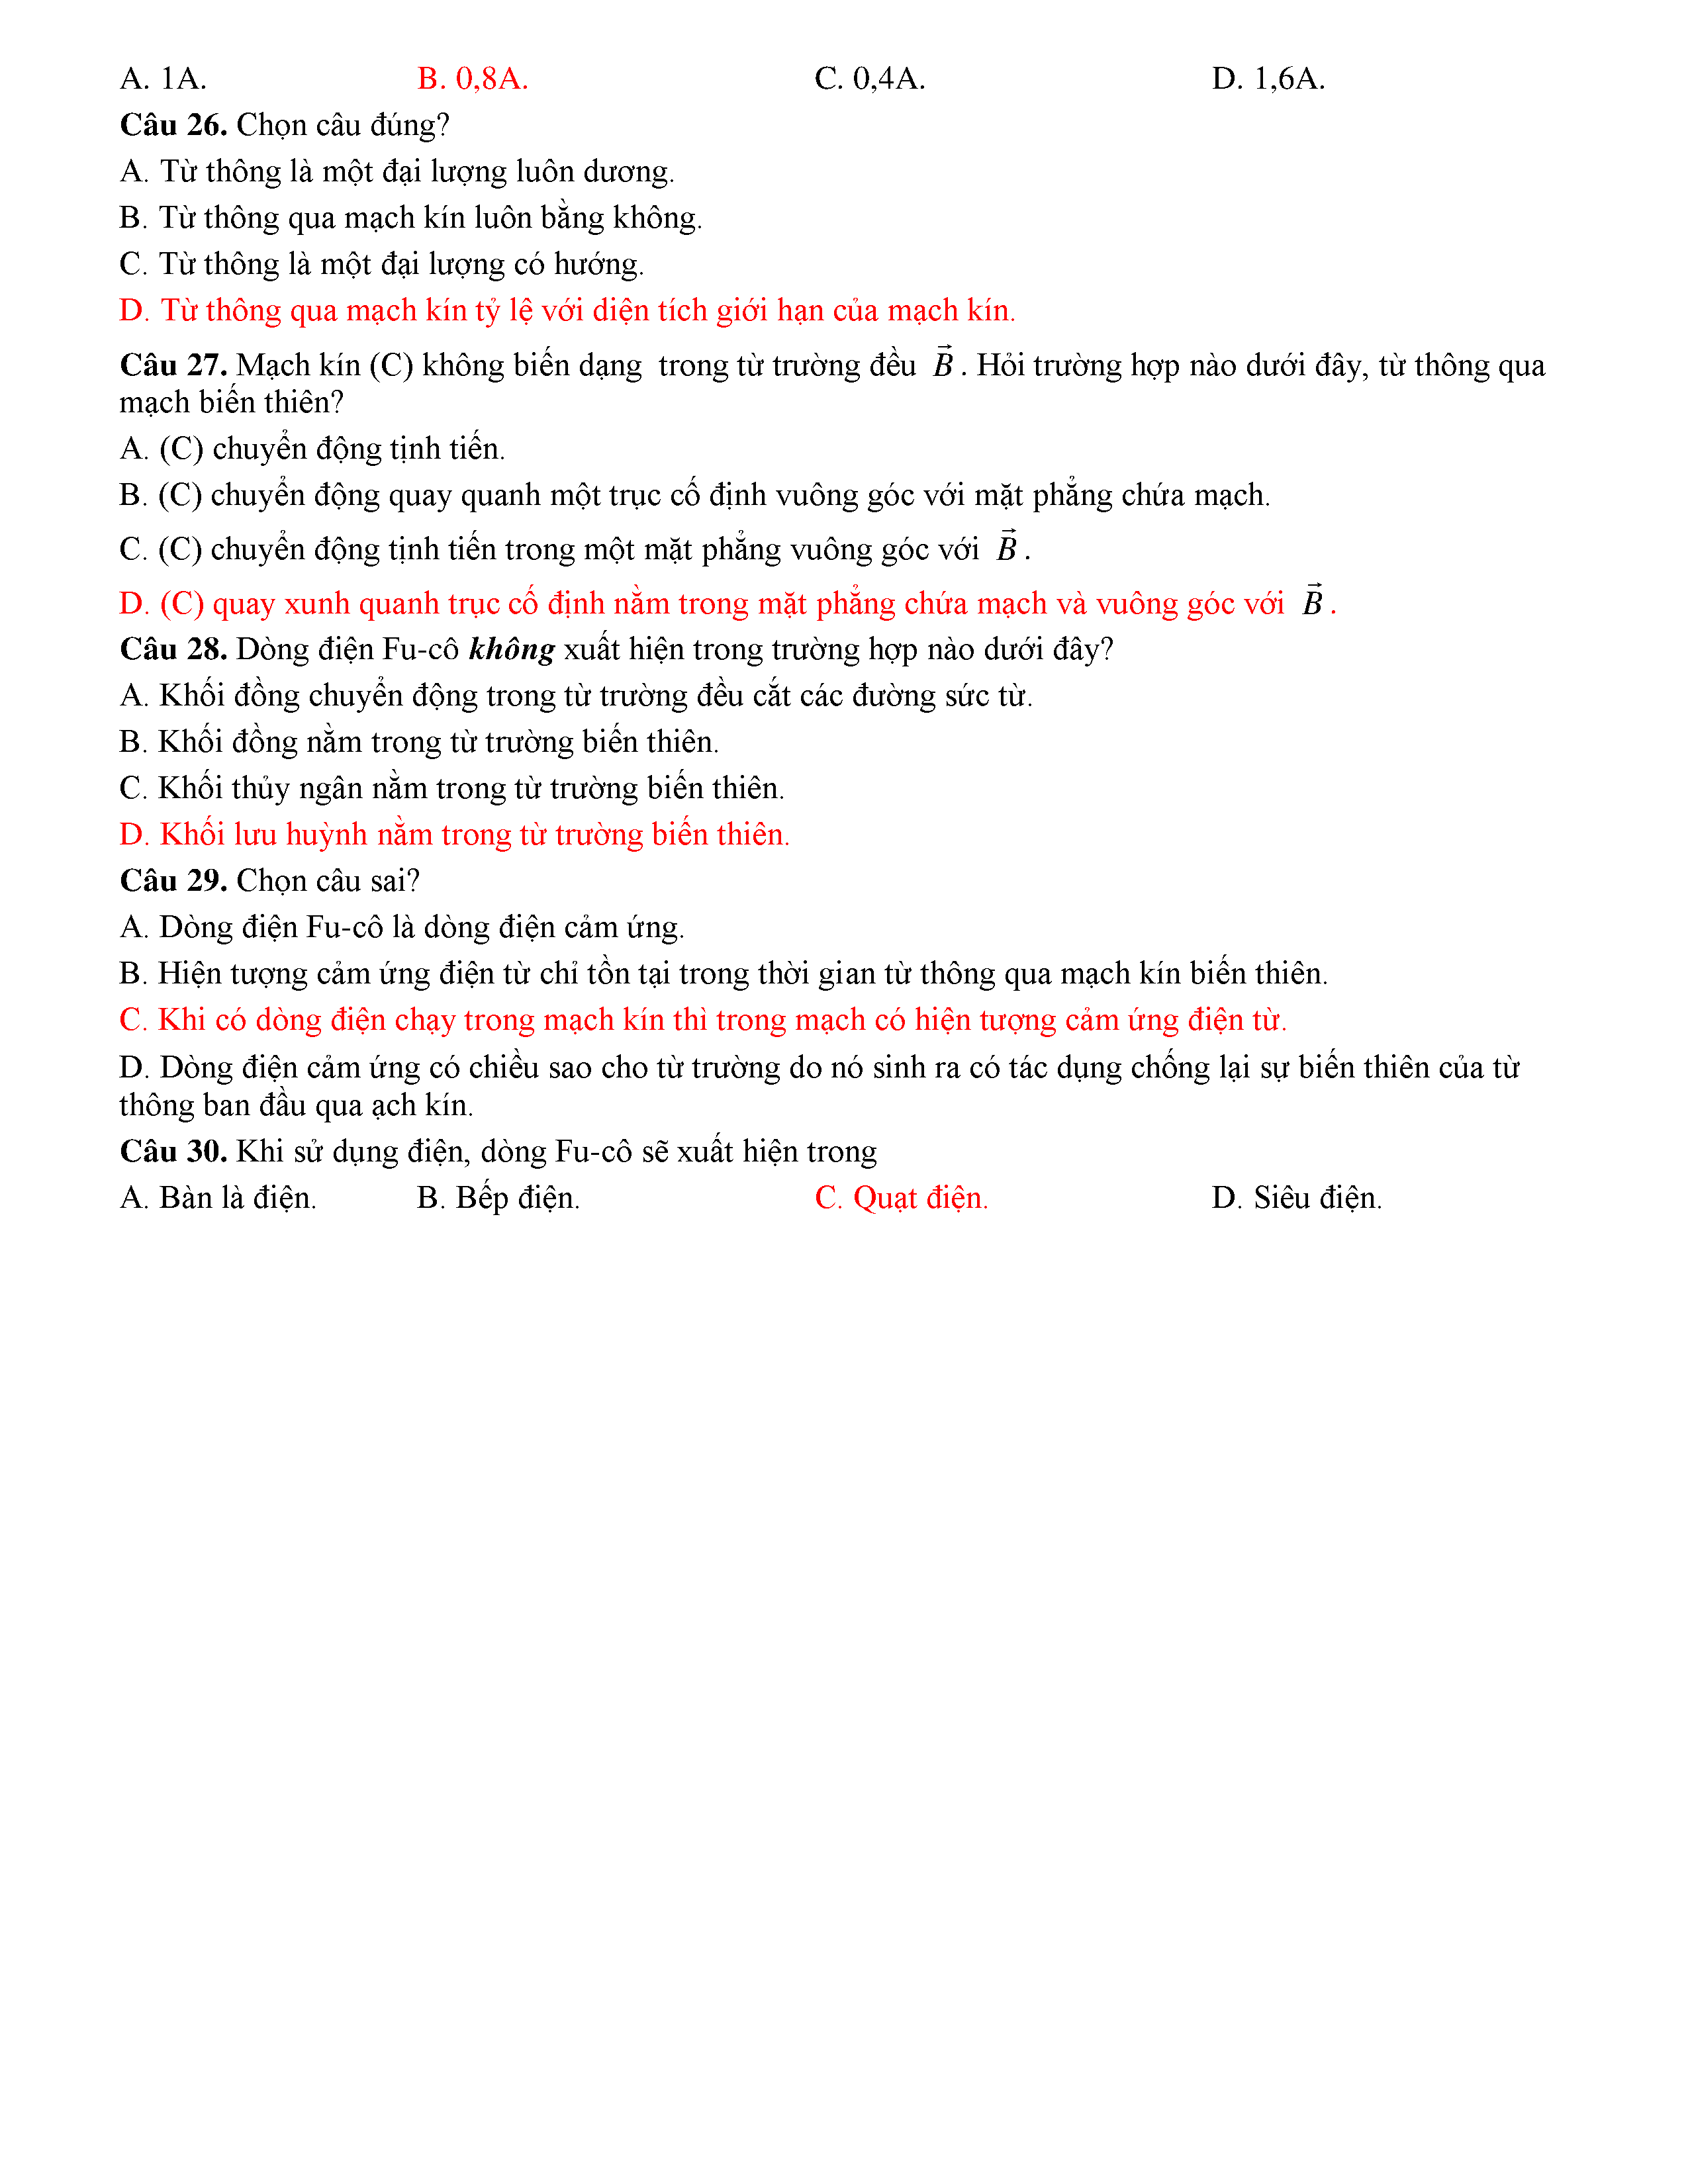 A. 1A. B. 0,8A. C. 0,4A. D. 1,6A.
Câu 26. Chọn câu đúng?
A. Từ thông là một đại lượng luôn dương.
B. Từ thông qua mạch kín luôn bằng không.
C. Từ thông là một đại lượng có hướng.
D. Từ thông qua mạch kín tỷ lệ với diện tích giới hạn của mạch kín.
Câu 27. Mạch kín (C) không biến dạng trong từ trường đều $\vec{B}$. Hỏi trường hợp nào dưới đây, từ thông qua
mạch biến thiên?
A. (C) chuyển động tịnh tiến.
B. (C) chuyển động quay quanh một trục cố định vuông góc với mặt phẳng chứa mạch.
C. (C) chuyển động tịnh tiến trong một mặt phẳng vuông góc với $\vec{B}$.
D. (C) quay xunh quanh trục cố định nằm trong mặt phẳng chứa mạch và vuông góc với $\vec{B}$.
Câu 28. Dòng điện Fu-cô không xuất hiện trong trường hợp nào dưới đây?
A. Khối đồng chuyển động trong từ trường đều cắt các đường sức từ.
B. Khối đồng nằm trong từ trường biến thiên.
C. Khối thủy ngân nằm trong từ trường biến thiên.
D. Khối lưu huỳnh nằm trong từ trường biến thiên.
Câu 29. Chọn câu sai?
A. Dòng điện Fu-cô là dòng điện cảm ứng.
B. Hiện tượng cảm ứng điện từ chỉ tồn tại trong thời gian từ thông qua mạch kín biến thiên.
C. Khi có dòng điện chạy trong mạch kín thì trong mạch có hiện tượng cảm ứng điện từ.
D. Dòng điện cảm ứng có chiều sao cho từ trường do nó sinh ra có tác dụng chống lại sự biến thiên của từ
thông ban đầu qua ạch kín.
Câu 30. Khi sử dụng điện, dòng Fu-cô sẽ xuất hiện trong
A. Bàn là điện. B. Bếp điện. C. Quạt điện. D. Siêu điện.